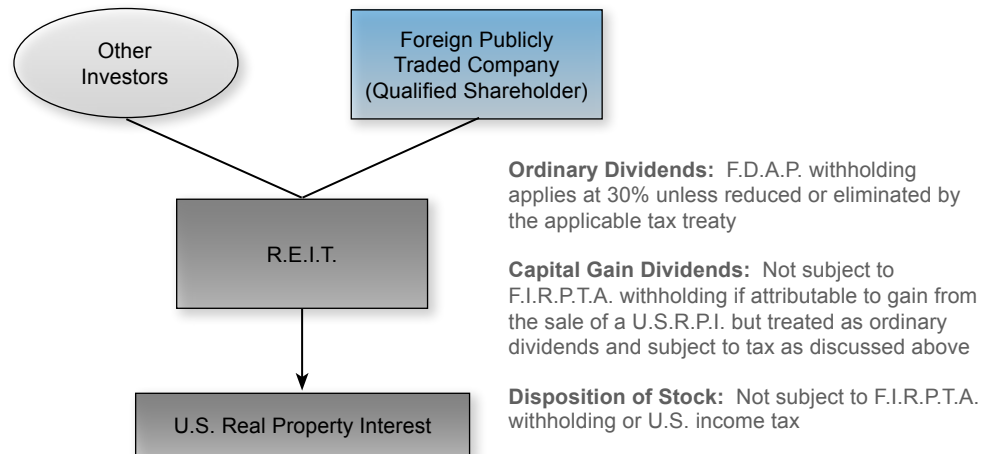 Other
Investors
Foreign Publicly
Traded Company
(Qualified Shareholder)
R.E.I.T.
U.S. Real Property Interest
Ordinary Dividends: F.D.A.P. withholding
applies at 30% unless reduced or eliminated by
the applicable tax treaty
Capital Gain Dividends: Not subject to
F.I.R.P.T.A. withholding if attributable to gain from
the sale of a U.S.R.P.I. but treated as ordinary
dividends and subject to tax as discussed above
Disposition of Stock: Not subject to F.I.R.P.T.A.
withholding or U.S. income tax